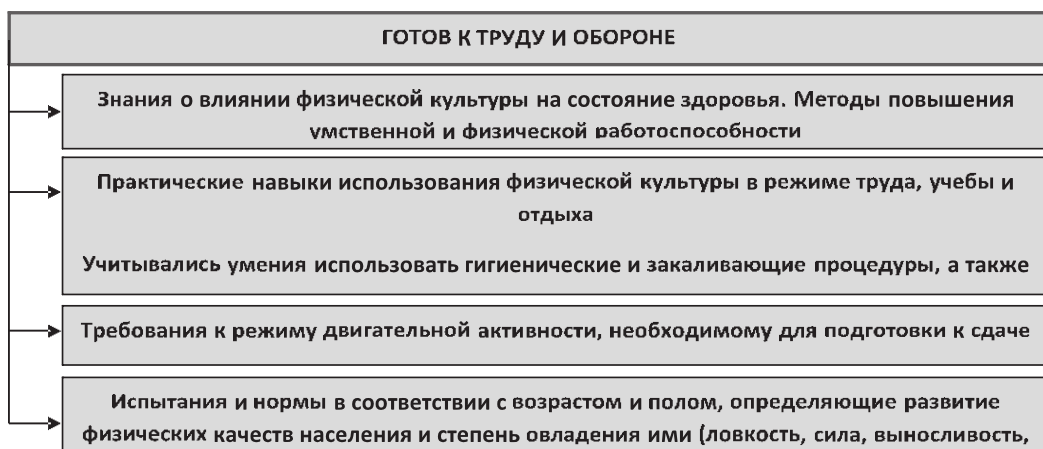 ГОТОВ К ТРУДУ И ОБОРОНЕ
Знания о влиянии физической культуры на состояние здоровья. Методы повышения
умственной и физической работоспособности
Практические навыки использования физической культуры в режиме труда, учебы и
отдыха
Учитывались умения использовать гигиенические и закаливающие процедуры, а также
Требования к режиму двигательной активности, необходимому для подготовки к сдаче
Испытания и нормы в соответствии с возрастом и полом, определяющие развитие
физических качеств населения и степень овладения ими (ловкость, сила, выносливость,